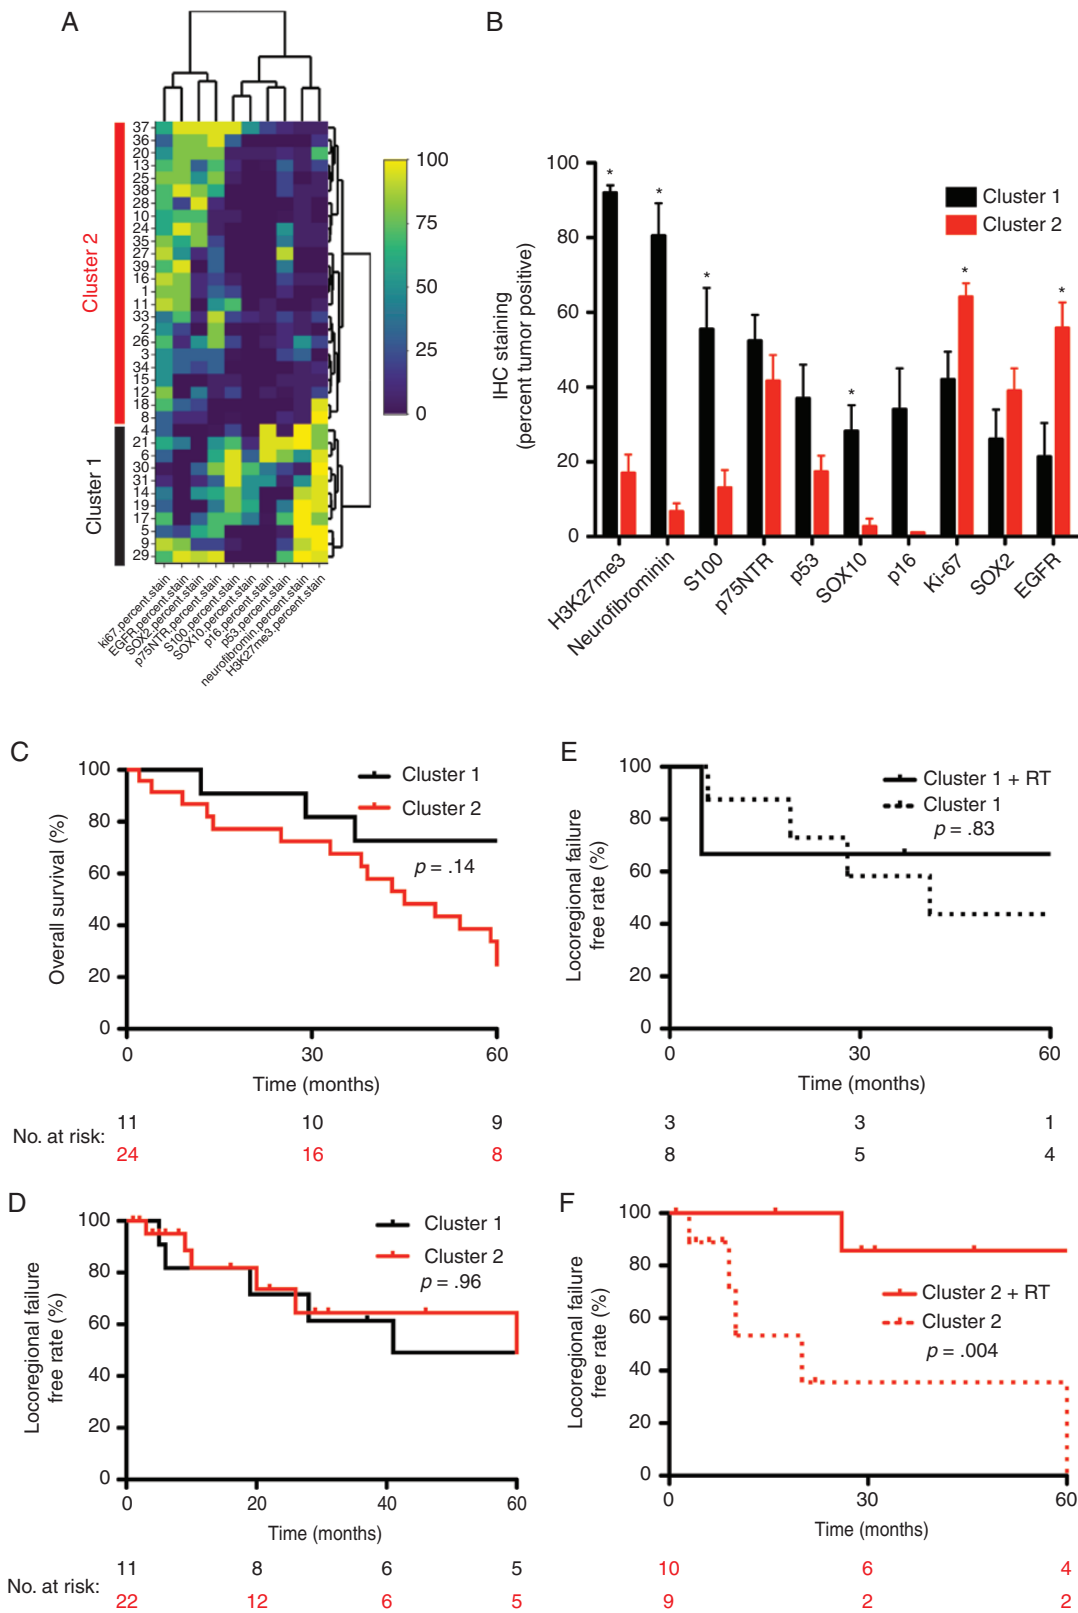 A
Cluster 2
Cluster 1
37
36
20
13
25
38
28
10
24
35
27
39
16
1
11
33
2
26
3
34
15
12
18
8
4
21
6
30
31
14
19
17
5
9
29
100
75
50
25
0
ki67.percent.stain
EGFR.percent.stain
SOX2.percent.stain
p75NTR.percent.stain
S100.percent.stain
SOX10.percent.stain
p16.percent.stain
p53.percent.stain
neurofibromin.percent.stain
H3K27me3.percent.stain
B
IHC staining
(percent tumor positive)
100
80
60
40
20
0
* * * * * *
Cluster 1
Cluster 2
H3K27me3
Neurofibrominin
S100
p75NTR
p53
SOX10
p16
Ki-67
SOX2
EGFR
C
Overall survival (%)
100
80
60
40
20
0
Cluster 1
Cluster 2
p = .14
0 30 60
Time (months)
No. at risk:
11 10 9
24 16 8
E
Locoregional failure
free rate (%)
100
80
60
40
20
0
Cluster 1 + RT
Cluster 1
p = .83
0 30 60
Time (months)
3 3 1
8 5 4
D
Locoregional failure
free rate (%)
100
80
60
40
20
0
Cluster 1
Cluster 2
p = .96
0 20 40 60
Time (months)
No. at risk:
11 8 6 5
22 12 6 5
F
Locoregional failure
free rate (%)
100
80
60
40
20
0
Cluster 2 + RT
Cluster 2
p = .004
0 30 60
Time (months)
10 6 4
9 2 2